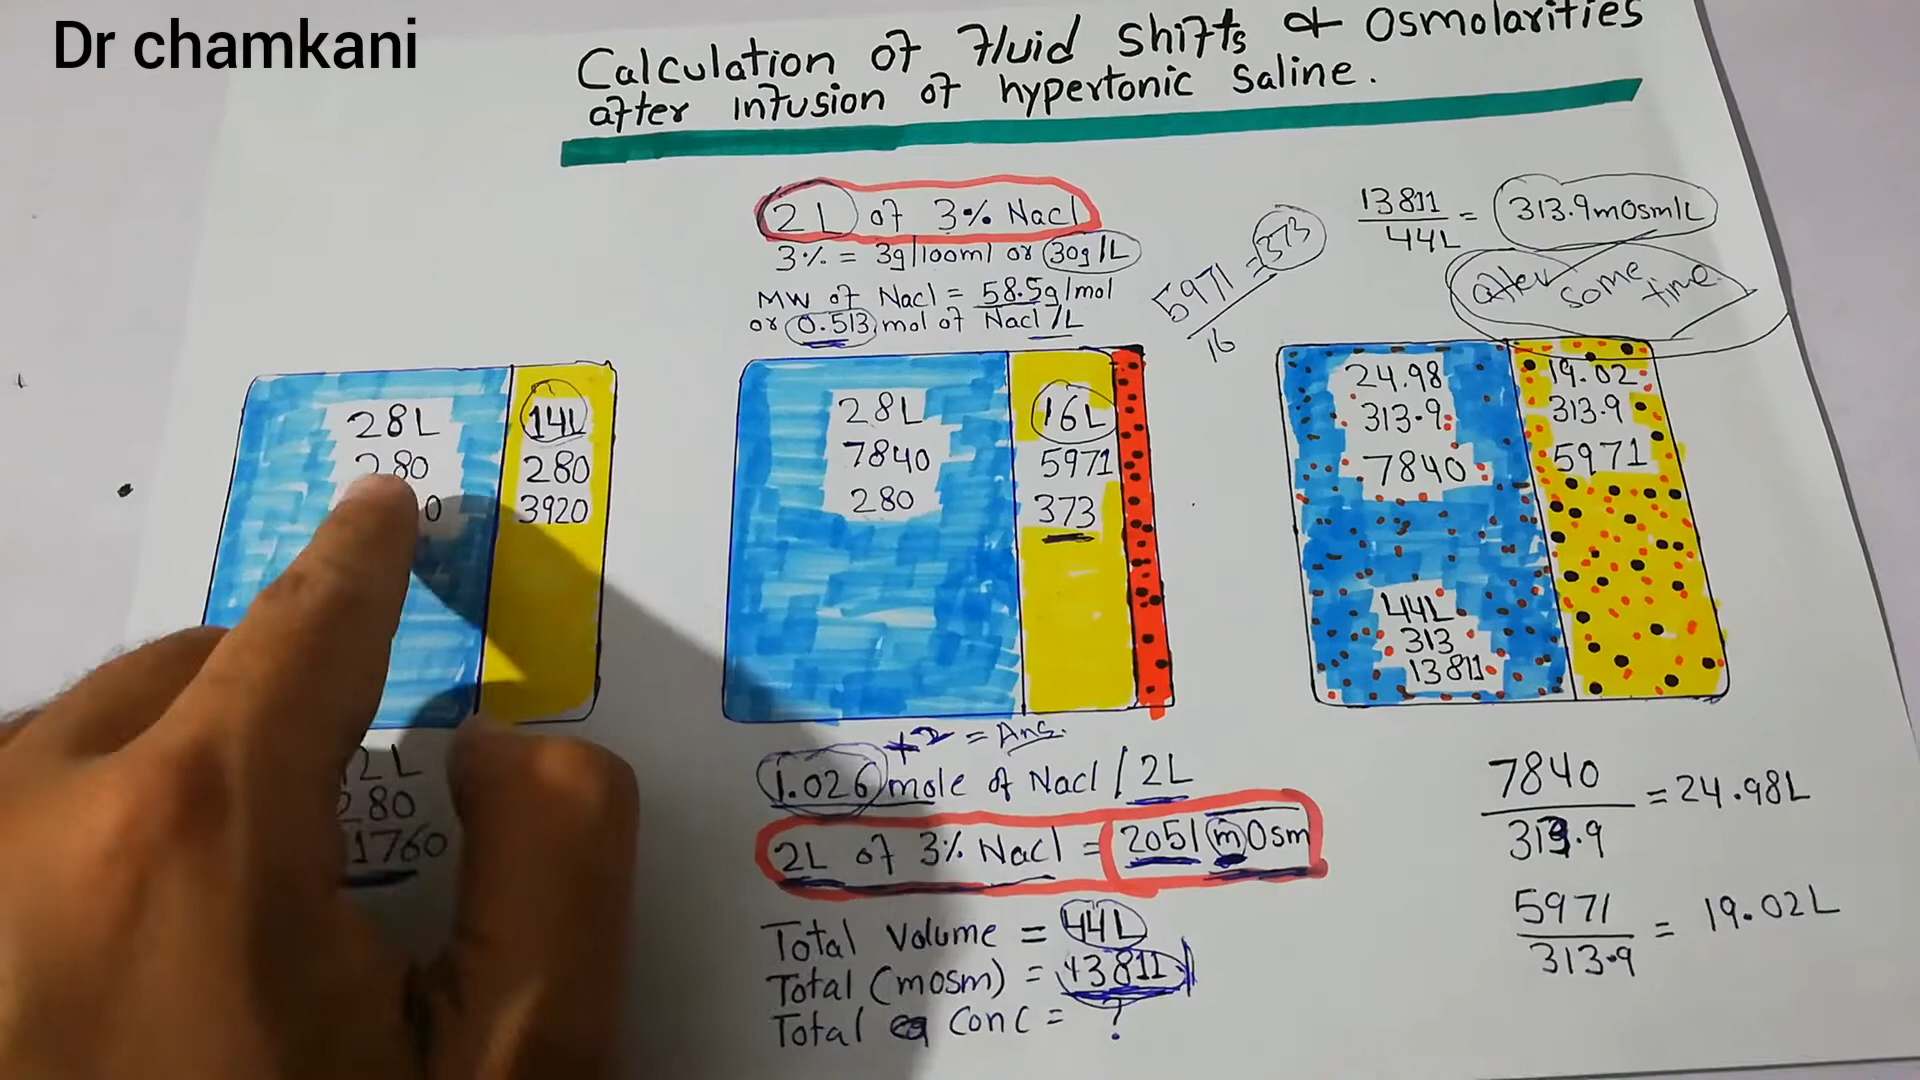 Dr chamkani
Calculation of Fluid Shifts & Osmolarities
after infusion of hypertonic Saline.
2 L of 3% Nacl
3% = 3g/100ml or 30g/L
MW of Nacl = 58.5g/mol
or 0.513 mol of Nacl/L
5971 = 373
16
13811 = 313.9mOsm/L
44L
after some time
28L
280
0
14L
280
3920
28L
7840
280
16L
5971
373
24.98
313.9
7840
19.02
313.9
5971
44L
313
13811
2L
280
1760
+2 = Ans.
1.026 mole of Nacl / 2L
2L of 3% Nacl = 2051 mOsm
Total Volume = 44L
Total (mosm) = 13811
Total Conc = ?
7840 = 24.98L
313.9
5971 = 19.02L
313.9